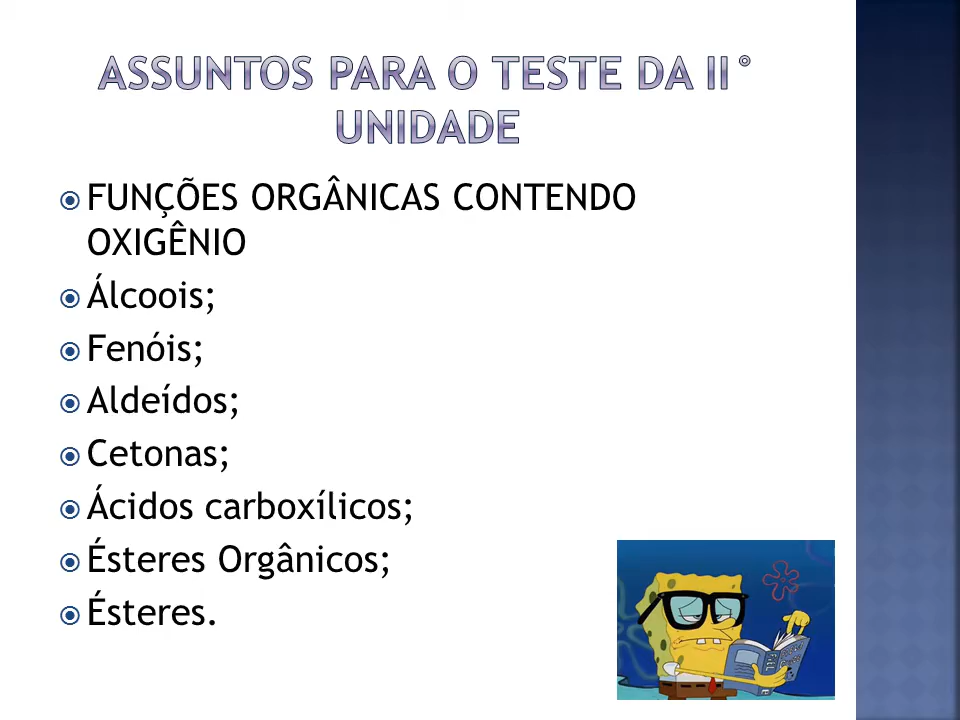 ASSUNTOS PARA O TESTE DA II°
UNIDADE
FUNÇÕES ORGÂNICAS CONTENDO
OXIGÊNIO
Álcoois;
Fenóis;
Aldeídos;
Cetonas;
Ácidos carboxílicos;
Ésteres Orgânicos;
Ésteres.